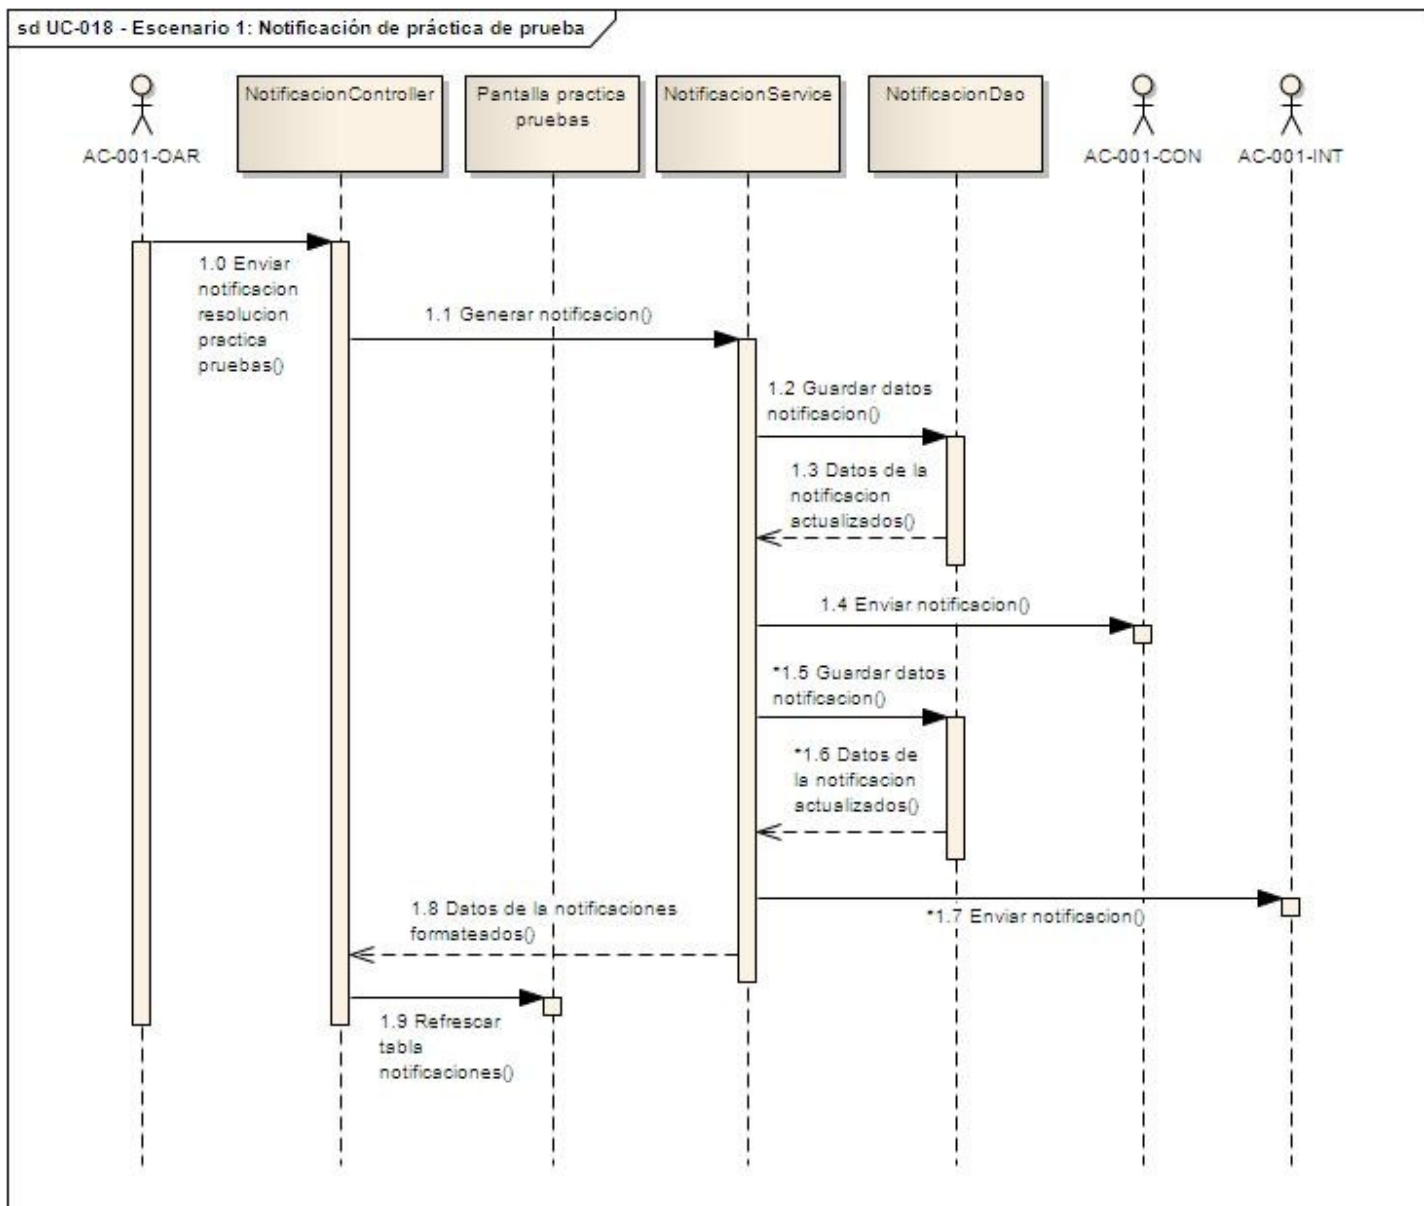 sd UC-018 - Escenario 1: Notificación de práctica de prueba
AC-001-OAR
NotificacionController
Pantalla practica
pruebas
NotificacionService
NotificacionDao
AC-001-CON
AC-001-INT
1.0 Enviar
notificacion
resolucion
practica
pruebas()
1.1 Generar notificacion()
1.2 Guardar datos
notificacion()
1.3 Datos de la
notificacion
actualizados()
1.4 Enviar notificacion()
*1.5 Guardar datos
notificacion()
*1.6 Datos de
la notificacion
actualizados()
*1.7 Enviar notificacion()
1.8 Datos de la notificaciones
formateados()
1.9 Refrescar
tabla
notificaciones()